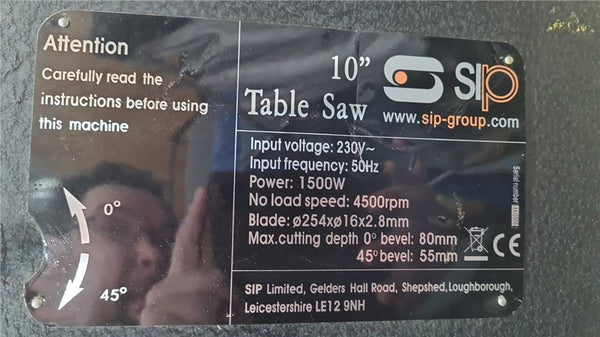 Attention
Carefully read the
instructions before using
this machine
0°
45°
10”
Table Saw
SIP
www.sip-group.com
Input voltage: 230V~
Input frequency: 50Hz
Power: 1500W
No load speed: 4500rpm
Blade: ø254xø16x2.8mm
Max.cutting depth 0° bevel: 80mm
45° bevel: 55mm
CE
Serial number
SIP Limited, Gelders Hall Road, Shepshed, Loughborough,
Leicestershire LE12 9NH